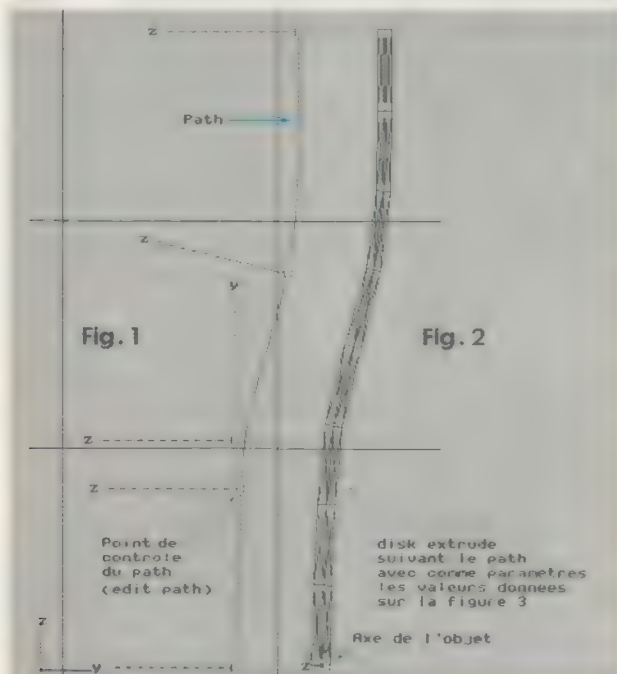 z
Path
z
y
Fig. 1
Fig. 2
z
z
Point de
controle
du path
(edit path)
disk extrude
suivant le path
avec comme parametres
les valeurs donnees
sur la figure 3
Axe de l'objet
z
y
z